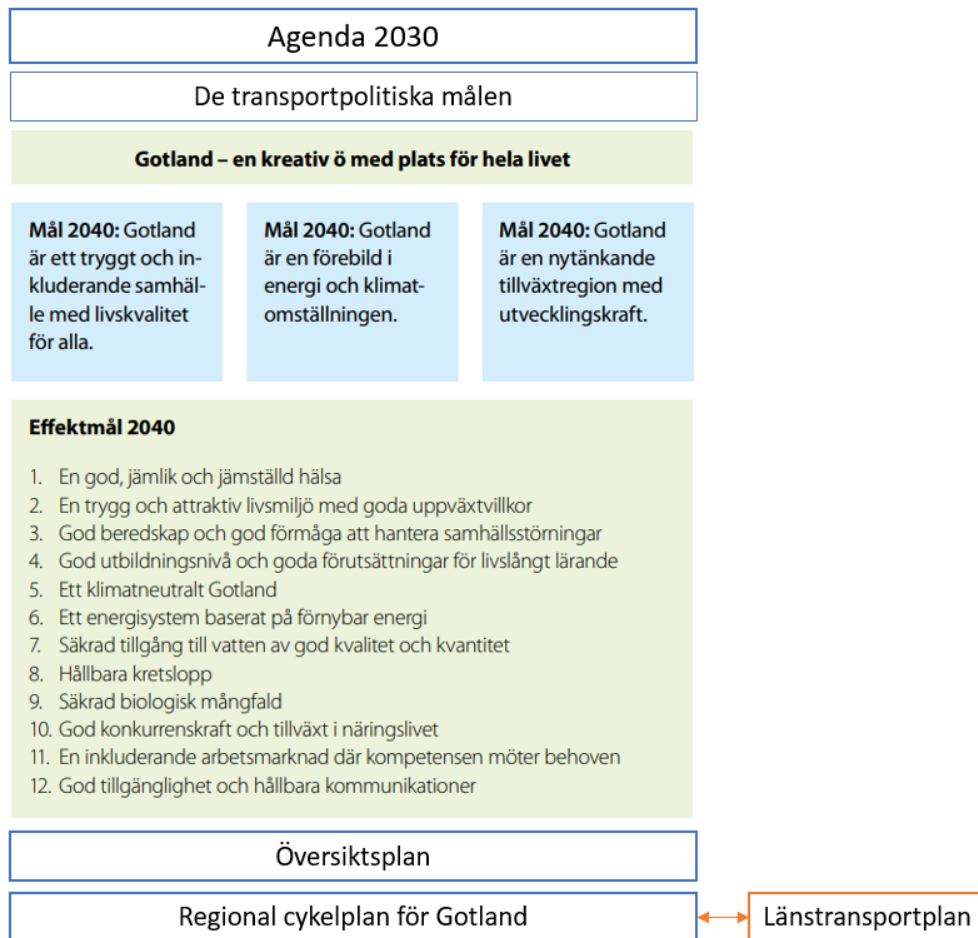 Agenda 2030
De transportpolitiska målen
Gotland – en kreativ ö med plats för hela livet
Mål 2040: Gotland
är ett tryggt och in-
kluderande samhäl-
le med livskvalitet
för alla.
Mål 2040: Gotland
är en förebild i
energi och klimat-
omställningen.
Mål 2040: Gotland
är en nytänkande
tillväxtregion med
utvecklingskraft.
Effektmål 2040
1. En god, jämlik och jämställd hälsa
2. En trygg och attraktiv livsmiljö med goda uppväxtvillkor
3. God beredskap och god förmåga att hantera samhällsstörningar
4. God utbildningsnivå och goda förutsättningar för livslångt lärande
5. Ett klimatneutralt Gotland
6. Ett energisystem baserat på förnybar energi
7. Säkrad tillgång till vatten av god kvalitet och kvantitet
8. Hållbara kretslopp
9. Säkrad biologisk mångfald
10. God konkurrenskraft och tillväxt i näringslivet
11. En inkluderande arbetsmarknad där kompetensen möter behoven
12. God tillgänglighet och hållbara kommunikationer
Översiktsplan
Regional cykelplan för Gotland
Länstransportplan